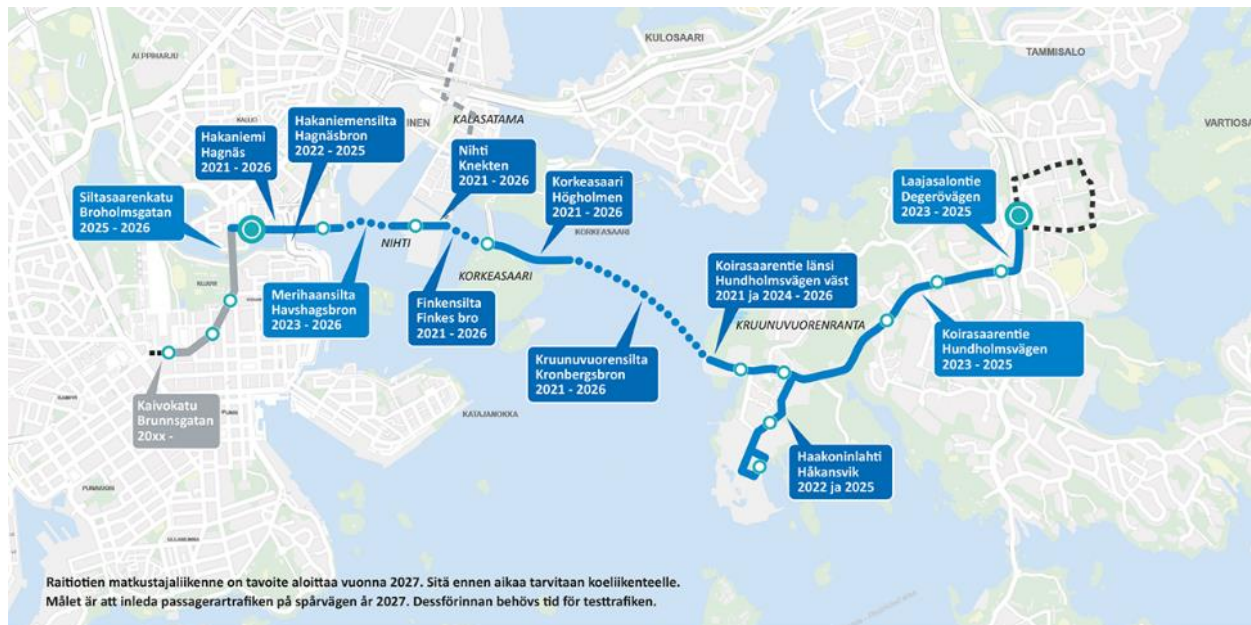 KULOSAARI
TAMMISALO
ALPPIHARJU
VARTIOSA
KALLIO
INEN
KALASATAMA
Hakaniemi
Hagnäs
2021 - 2026
Hakaniemensilta
Hagnäsbron
2022 - 2025
Nihti
Knekten
2021 - 2026
Korkeasaari
Högholmen
2021 - 2026
Siltasaarenkatu
Broholmsgatan
2025 - 2026
Laajasalontie
Degerövägen
2023 - 2025
NIHTI
KORKEASAARI
KORKEASAARI
Merihaansilta
Havshagsbron
2023 - 2026
Finkensilta
Finkes bro
2021 - 2026
Koirasaarentie länsi
Hundholmsvägen väst
2021 ja 2024 - 2026
KRUUNUVUORENRANTA
Kruunuvuorensilta
Kronbergsbron
2021 - 2026
Koirasaarentie
Hundholmsvägen
2023 - 2025
Kaivokatu
Brunnsgatan
20xx -
KATAJANOKKA
Haakoninlahti
Håkansvik
2022 ja 2025
PUNAVUORI
ULLANLINNA
Raitiotien matkustajaliikenne on tavoite aloittaa vuonna 2027. Sitä ennen aikaa tarvitaan koeliikenteelle.
Målet är att inleda passagerartrafiken på spårvägen år 2027. Dessförinnan behövs tid för testtrafiken.